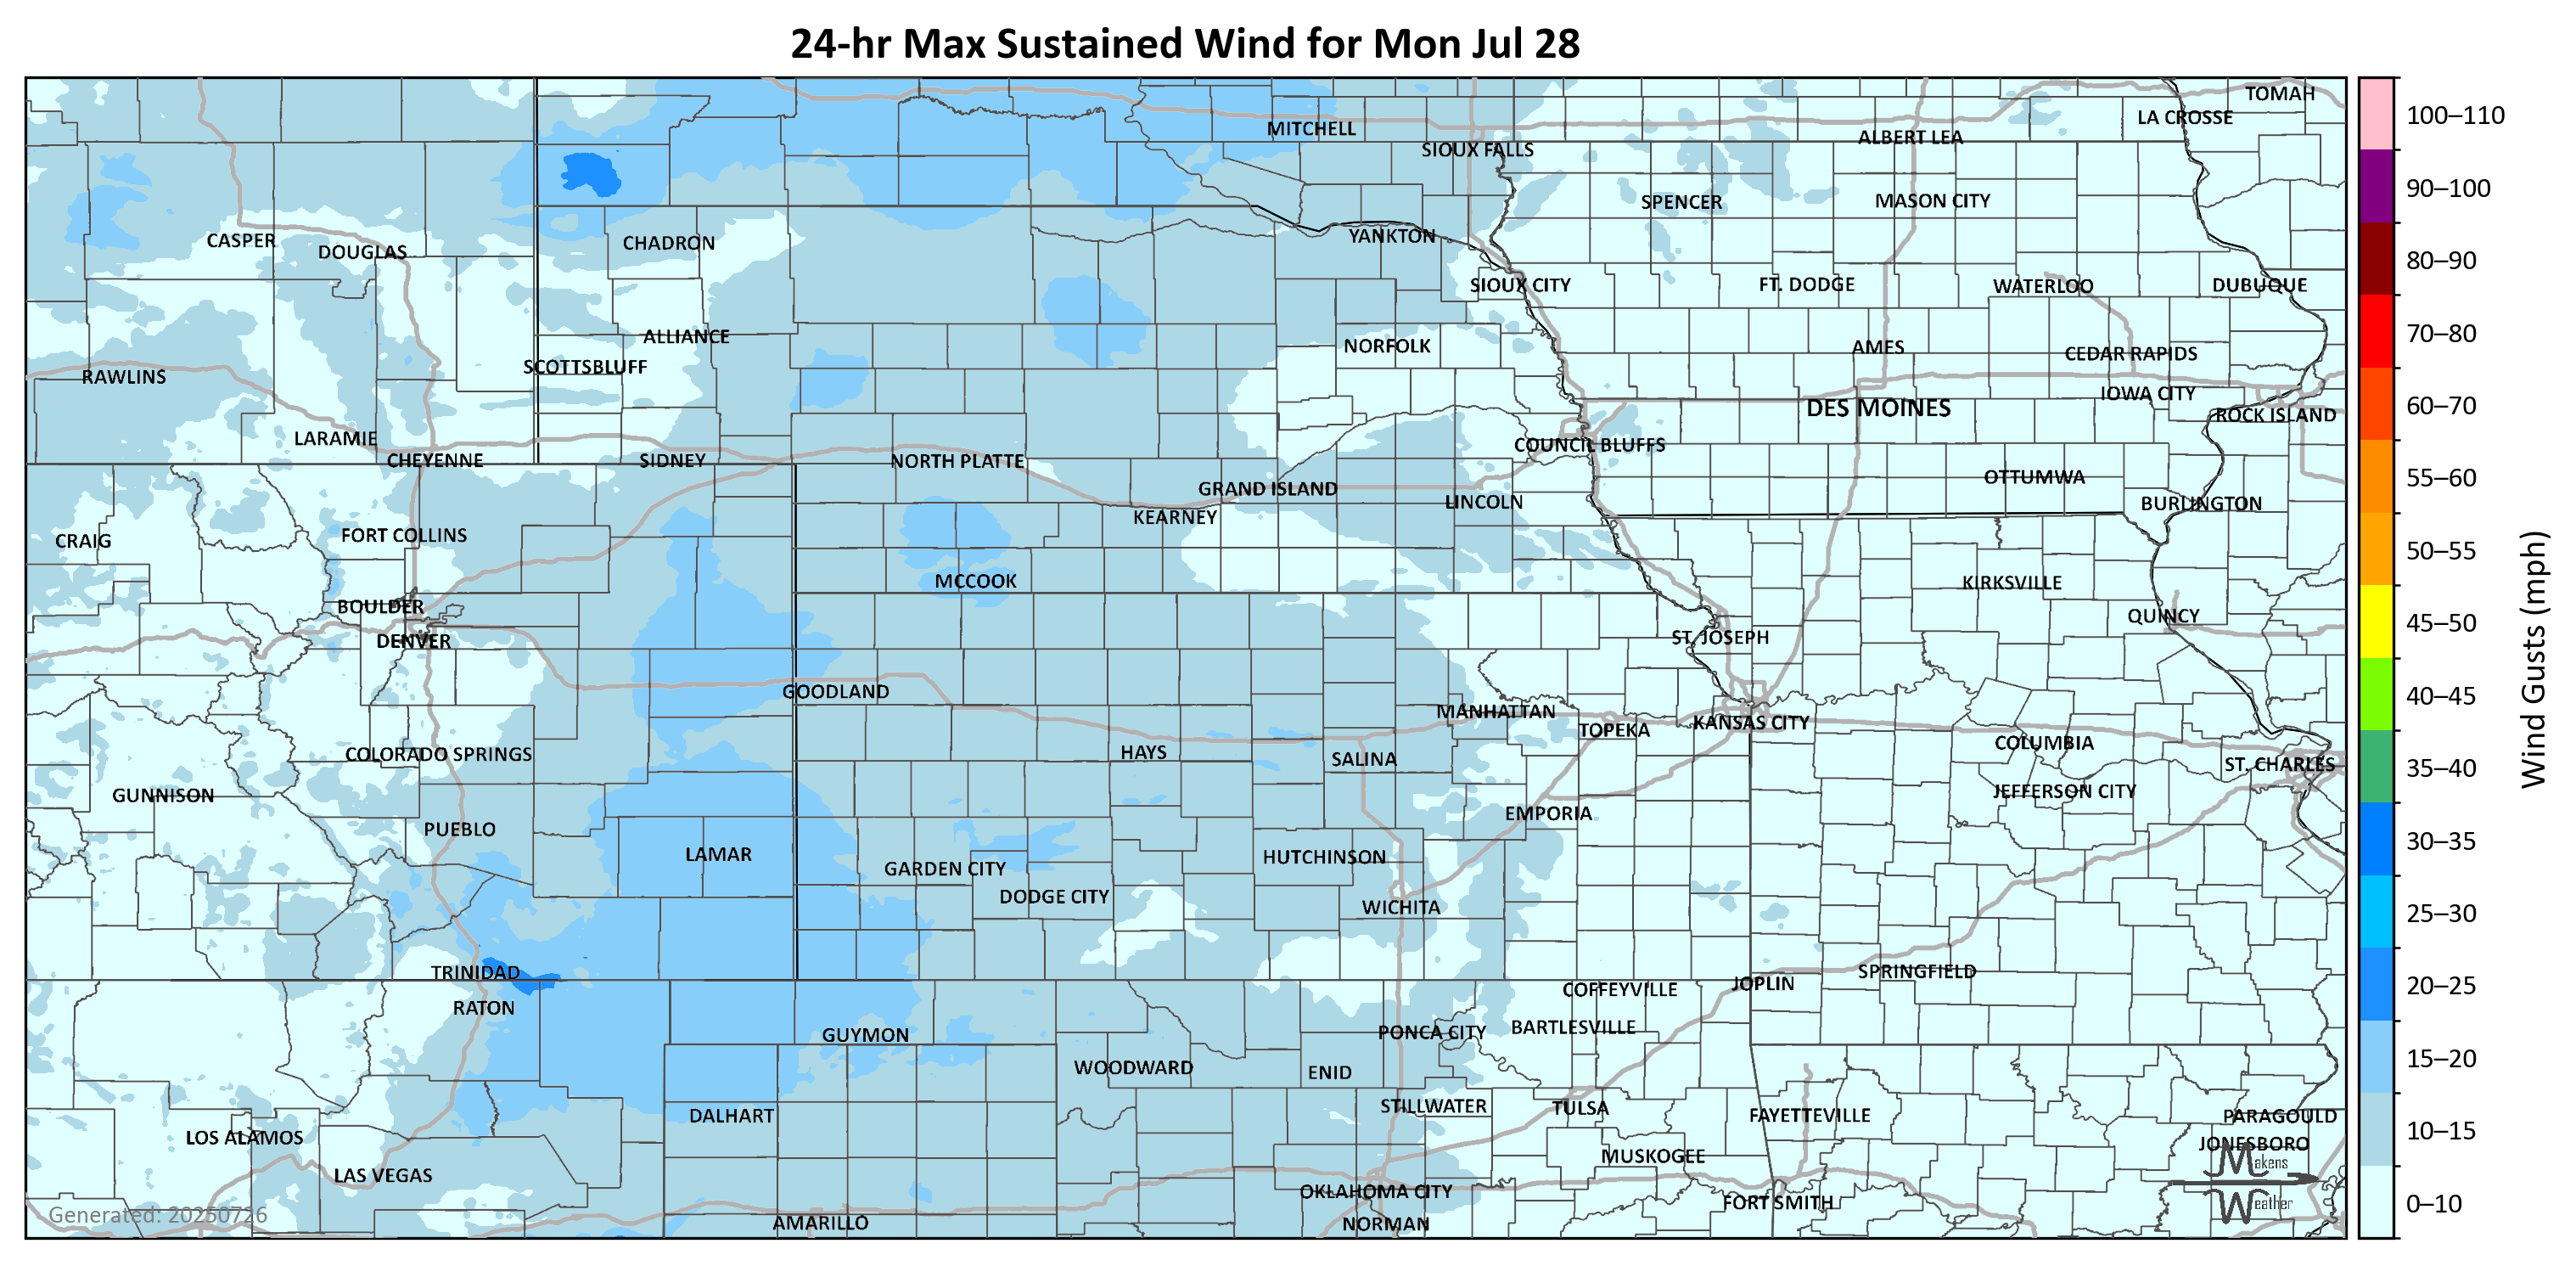 24-hr Max Sustained Wind for Mon Jul 28
TOMAH
LA CROSSE
MITCHELL
ALBERT LEA
SIOUX FALLS
SPENCER
MASON CITY
CASPER
DOUGLAS
CHADRON
YANKTON
SIOUX CITY
FT. DODGE
WATERLOO
DUBUQUE
ALLIANCE
NORFOLK
AMES
CEDAR RAPIDS
SCOTTSBLUFF
RAWLINS
IOWA CITY
DES MOINES
ROCK ISLAND
LARAMIE
COUNCIL BLUFFS
CHEYENNE
SIDNEY
NORTH PLATTE
OTTUMWA
GRAND ISLAND
LINCOLN
BURLINGTON
KEARNEY
FORT COLLINS
CRAIG
MCCOOK
KIRKSVILLE
BOULDER
QUINCY
DENVER
ST. JOSEPH
GOODLAND
MANHATTAN
TOPEKA
KANSAS CITY
COLORADO SPRINGS
HAYS
SALINA
COLUMBIA
ST. CHARLES
GUNNISON
JEFFERSON CITY
EMPORIA
PUEBLO
LAMAR
GARDEN CITY
HUTCHINSON
DODGE CITY
WICHITA
TRINIDAD
SPRINGFIELD
JOPLIN
COFFEYVILLE
RATON
GUYMON
PONCA CITY
BARTLESVILLE
WOODWARD
ENID
DALHART
STILLWATER
TULSA
FAYETTEVILLE
PARAGOULD
LOS ALAMOS
JONESBORO
LAS VEGAS
MUSKOGEE
OKLAHOMA CITY
FORT SMITH
AMARILLO
NORMAN
Makens
Weather
Generated: 20250726
100–110
90–100
80–90
70–80
60–70
55–60
50–55
45–50
40–45
35–40
30–35
25–30
20–25
15–20
10–15
0–10
Wind Gusts (mph)